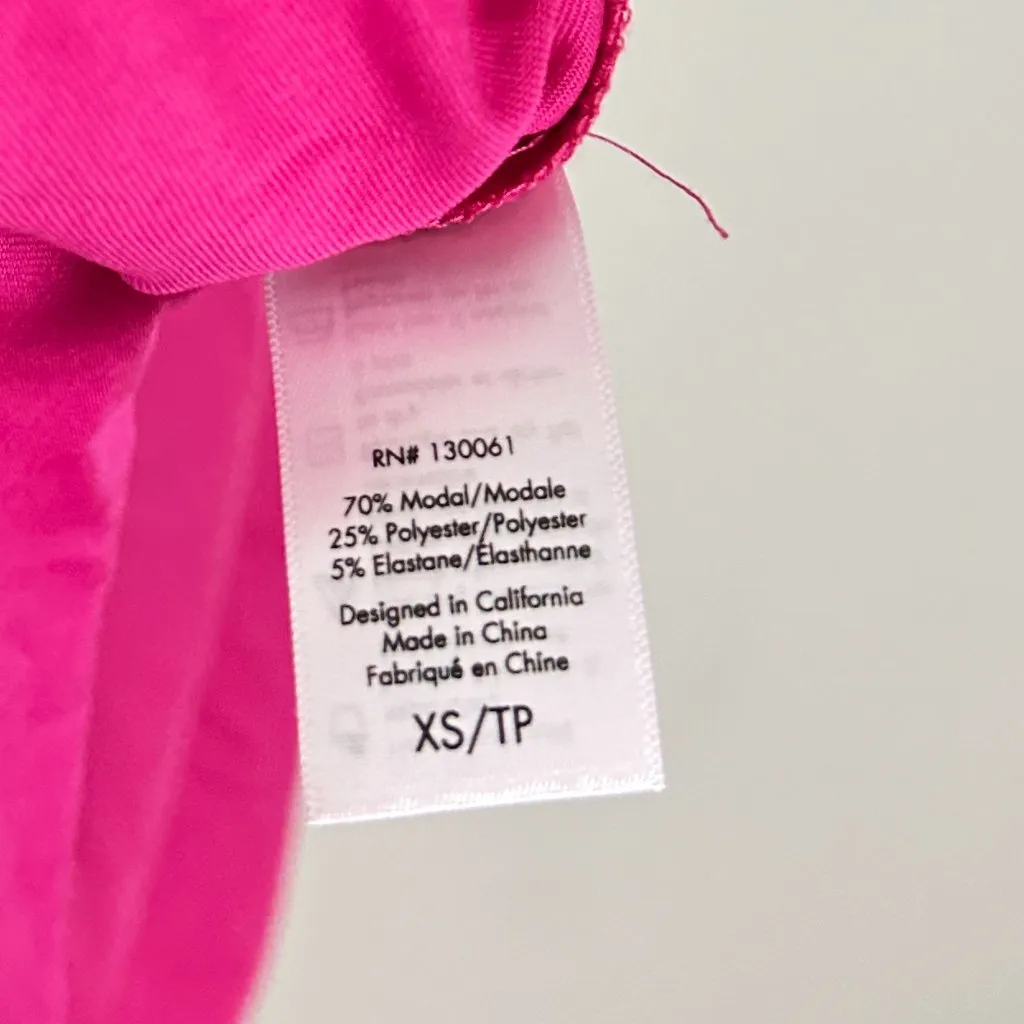 RN# 130061
70% Modal/Modale
25% Polyester/Polyester
5% Elastane/Élasthanne
Designed in California
Made in China
Fabriqué en Chine
XS/TP